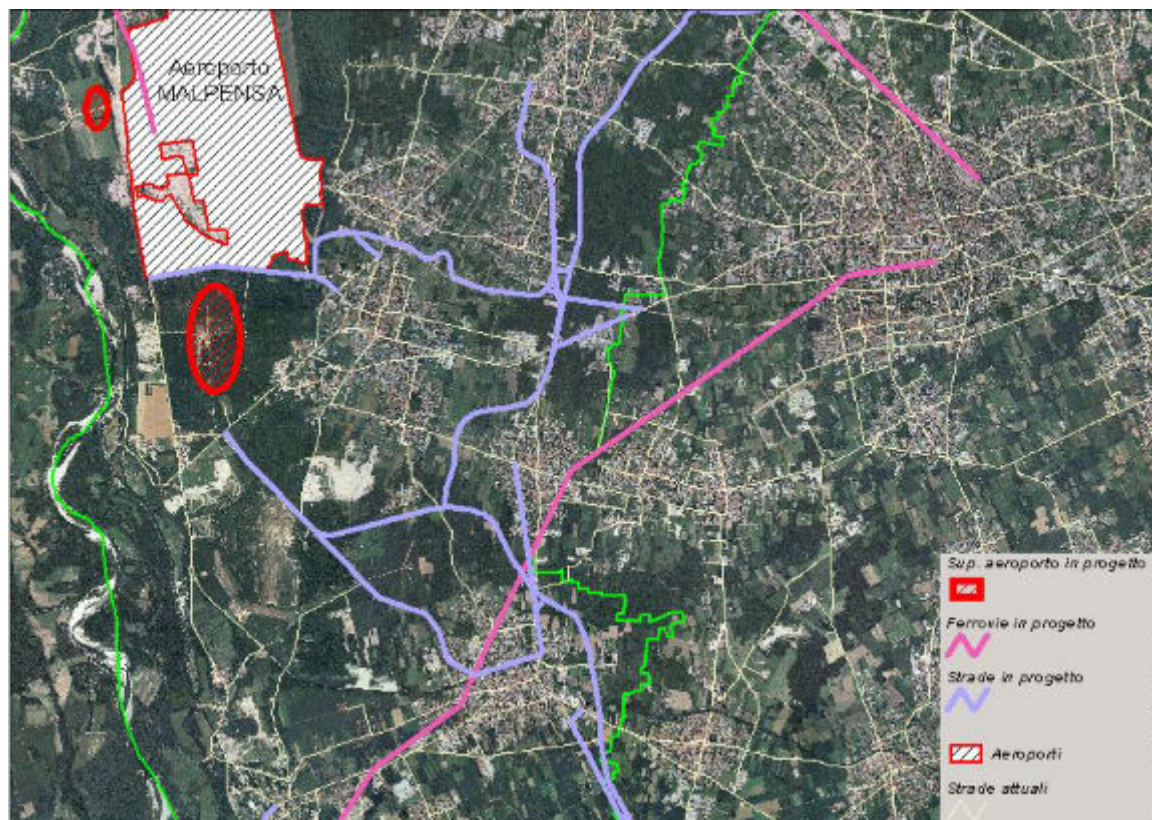 Aeroporto
MALPENSA
Sup. aeroporto in progetto
Ferrovie in progetto
Strade in progetto
Aeroporti
Strade attuali